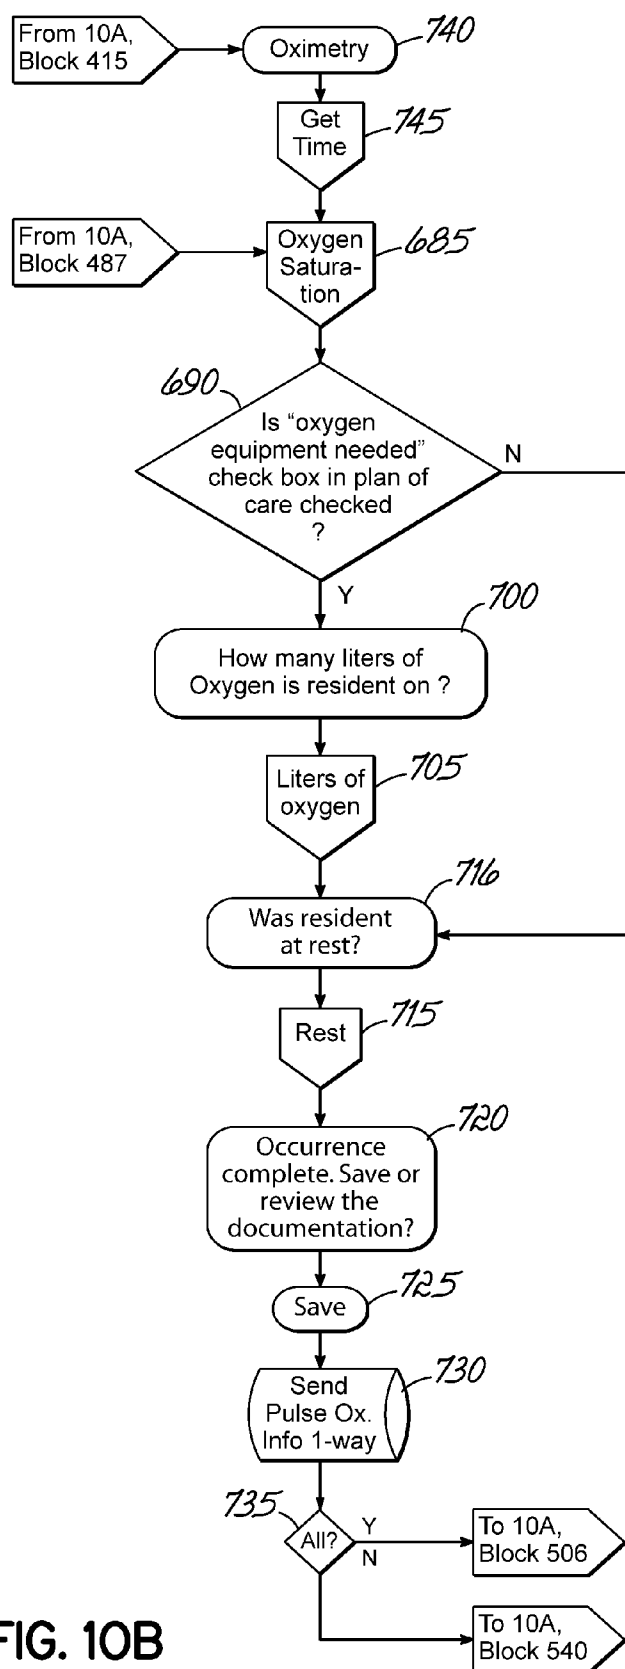 From 10A,
Block 415
Oximetry
740
Get
Time
745
From 10A,
Block 487
Oxygen
Satura-
tion
685
690
Is "oxygen
equipment needed"
check box in plan of
care checked
?
N
Y
700
How many liters of
Oxygen is resident on ?
Liters of
oxygen
705
716
Was resident
at rest?
Rest
715
720
Occurrence
complete. Save or
review the
documentation?
Save
725
Send
Pulse Ox.
Info 1-way
730
735
All?
Y
N
To 10A,
Block 506
To 10A,
Block 540
FIG. 10B